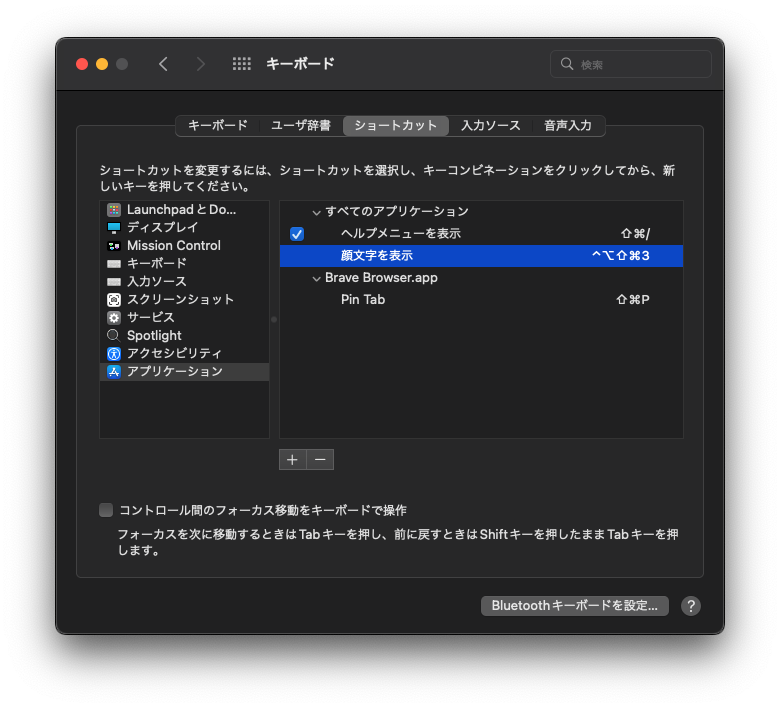 キーボード
検索
キーボード
ユーザ辞書
ショートカット
入力ソース
音声入力
ショートカットを変更するには、ショートカットを選択し、キーコンビネーションをクリックしてから、新
しいキーを押してください。
LaunchpadとDo...
ディスプレイ
Mission Control
キーボード
入力ソース
スクリーンショット
サービス
Spotlight
アクセシビリティ
アプリケーション
すべてのアプリケーション
ヘルプメニューを表示 ⇧⌘/
顔文字を表示 ^⌥⇧⌘3
Brave Browser.app
Pin Tab ⇧⌘P
コントロール間のフォーカス移動をキーボードで操作
フォーカスを次に移動するときはTabキーを押し、前に戻すときはShiftキーを押したままTabキーを押
します。
Bluetoothキーボードを設定...
?